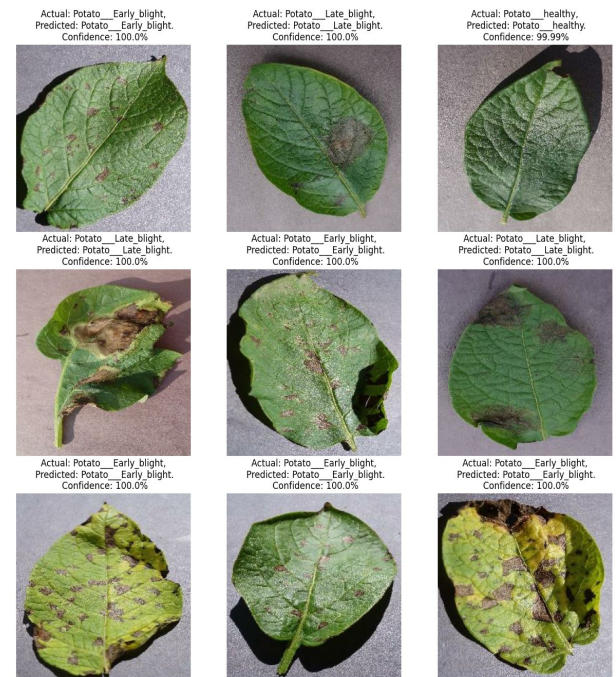 Actual: Potato___Early_blight,
Predicted: Potato___Early_blight.
Confidence: 100.0%
Actual: Potato___Late_blight,
Predicted: Potato___Late_blight.
Confidence: 100.0%
Actual: Potato___healthy,
Predicted: Potato___healthy.
Confidence: 99.99%
Actual: Potato___Late_blight,
Predicted: Potato___Late_blight.
Confidence: 100.0%
Actual: Potato___Early_blight,
Predicted: Potato___Early_blight.
Confidence: 100.0%
Actual: Potato___Late_blight,
Predicted: Potato___Late_blight.
Confidence: 100.0%
Actual: Potato___Early_blight,
Predicted: Potato___Early_blight.
Confidence: 100.0%
Actual: Potato___Early_blight,
Predicted: Potato___Early_blight.
Confidence: 100.0%
Actual: Potato___Early_blight,
Predicted: Potato___Early_blight.
Confidence: 100.0%